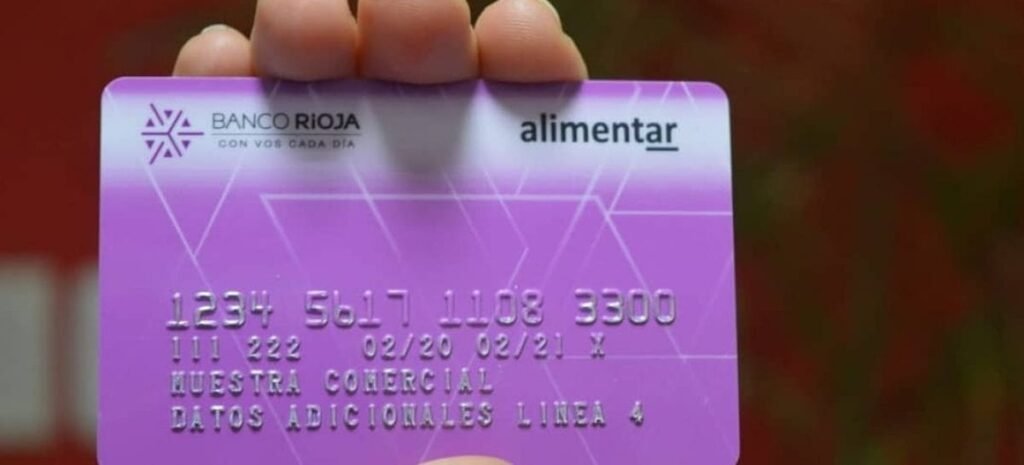 BANCO RiOJA
CON VOS CADA DÍA
alimentar
1234 5617 1108 3300
111 222 02/20 02/21 X
MUESTRA COMERCIAL
DATOS ADICIONALES LINEA 4